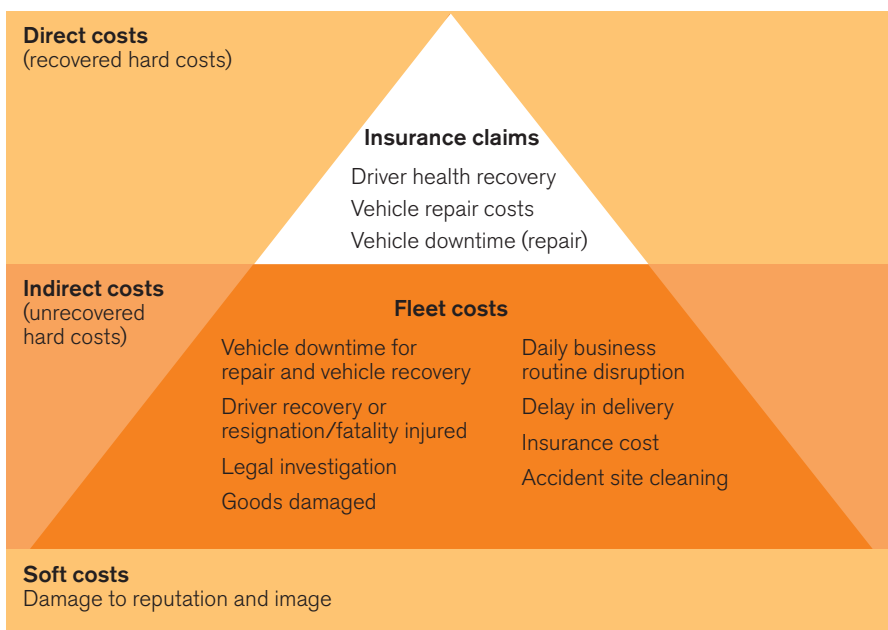 Direct costs
(recovered hard costs)
Insurance claims
Driver health recovery
Vehicle repair costs
Vehicle downtime (repair)
Indirect costs
(unrecovered
hard costs)
Fleet costs
Vehicle downtime for
repair and vehicle recovery
Driver recovery or
resignation/fatality injured
Legal investigation
Goods damaged
Daily business
routine disruption
Delay in delivery
Insurance cost
Accident site cleaning
Soft costs
Damage to reputation and image